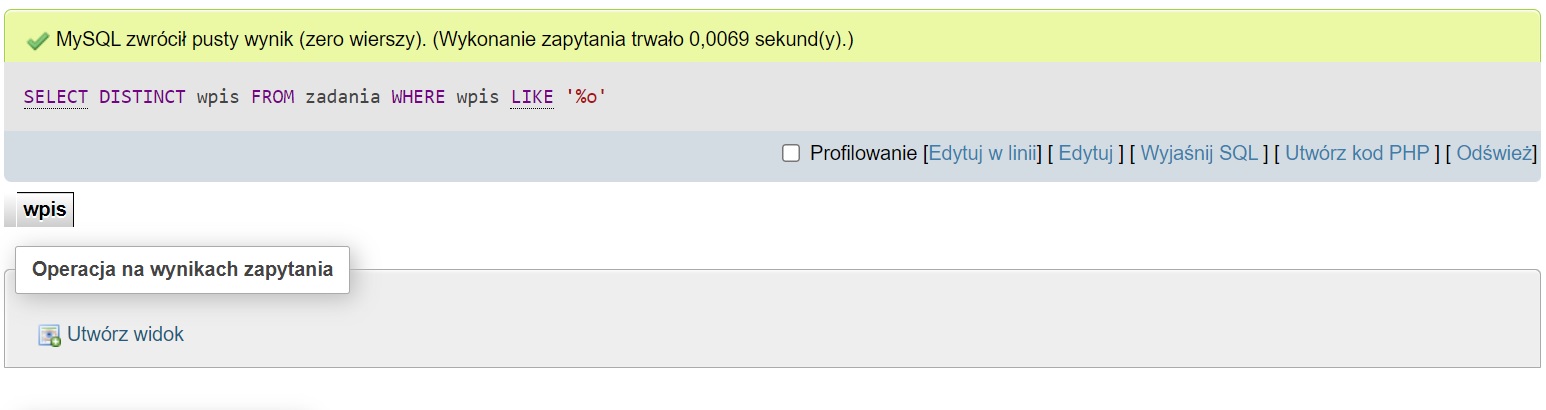 MySQL zwrócił pusty wynik (zero wierszy). (Wykonanie zapytania trwało 0,0069 sekund(y).)
SELECT DISTINCT wpis FROM zadania WHERE wpis LIKE '%o'
Profilowanie [Edytuj w linii] [ Edytuj ] [ Wyjaśnij SQL ] [ Utwórz kod PHP ] [ Odśwież]
wpis
Operacja na wynikach zapytania
Utwórz widok